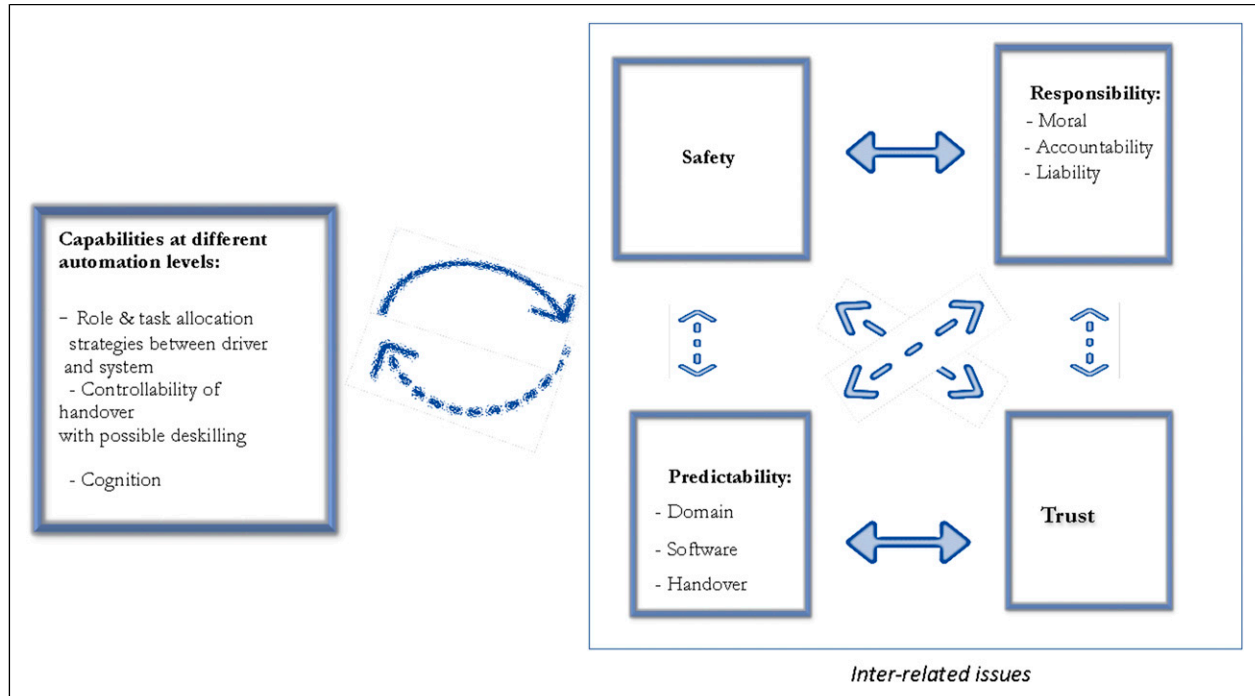 Capabilities at different
automation levels:
– Role & task allocation
strategies between driver
and system
- Controllability of
handover
with possible deskilling
- Cognition
Safety
Responsibility:
- Moral
- Accountability
- Liability
Predictability:
- Domain
- Software
- Handover
Trust
Inter-related issues